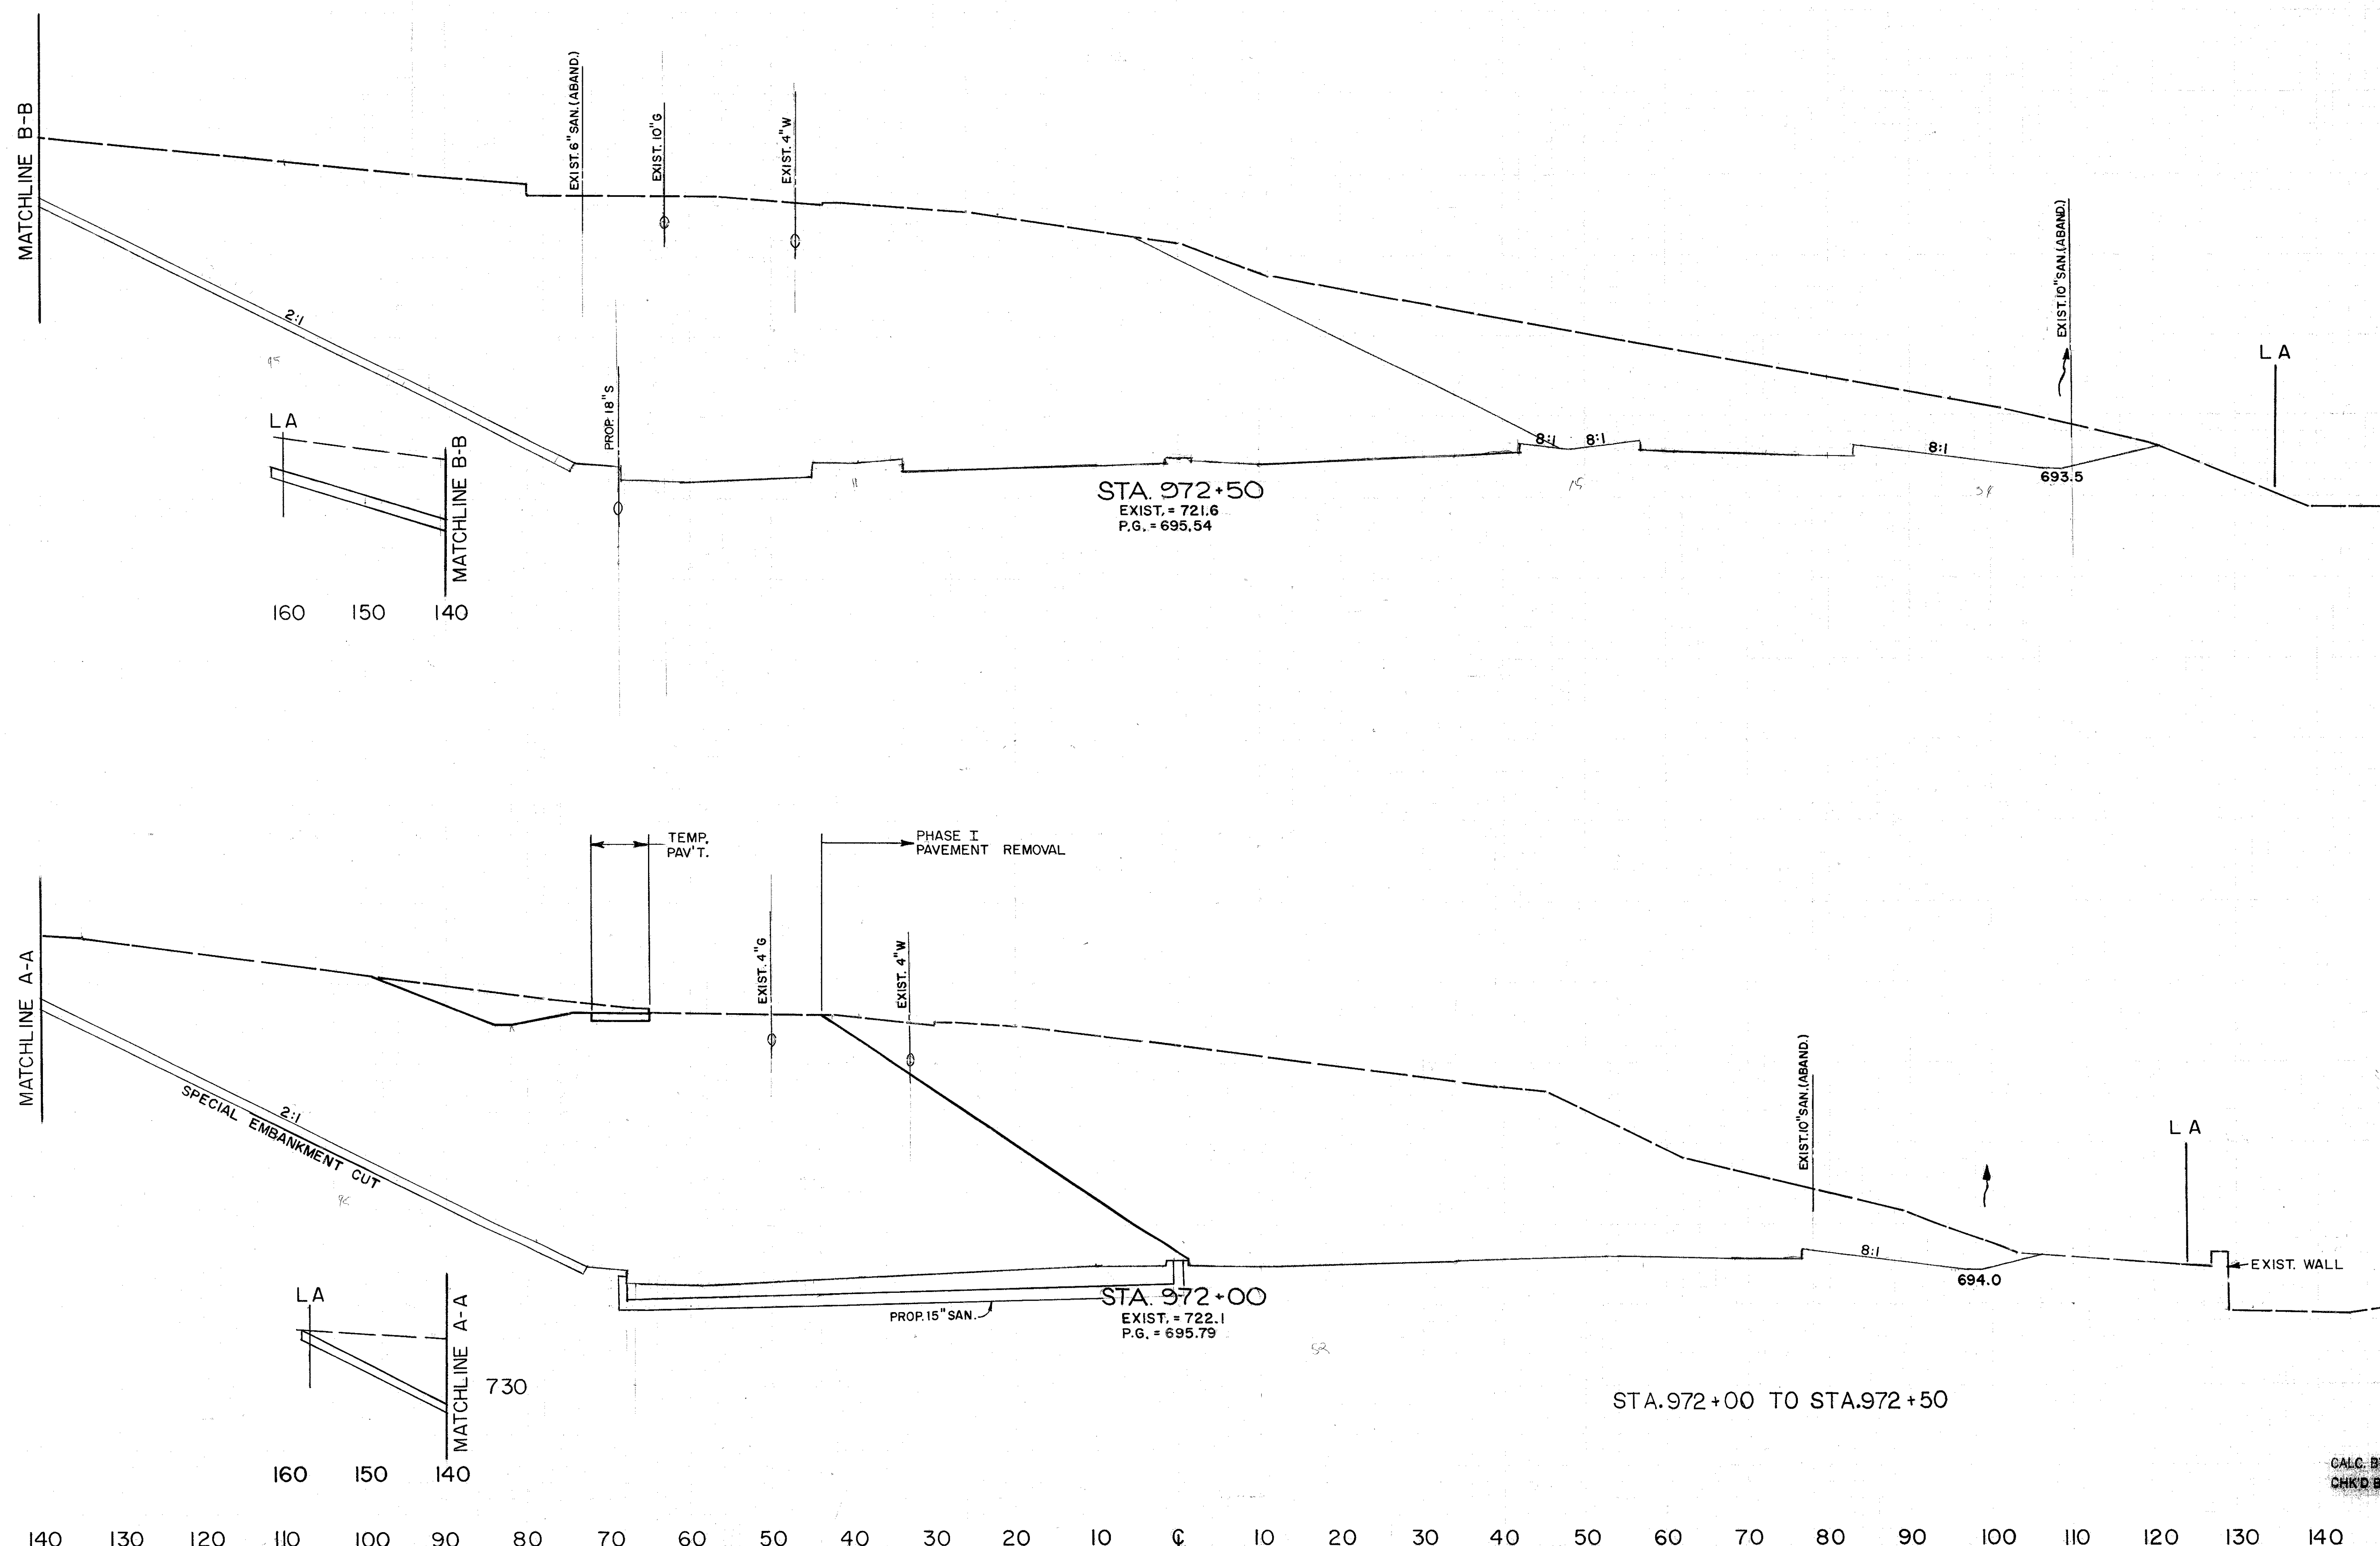 MATCHLINE B-B
EXIST. 6" SAN. (ABAND.)
EXIST. 10" G
EXIST. 4" W
2:1
PROP. 18" S
8:1
8:1
8:1
693.5
EXIST. 10" SAN. (ABAND.)
L A
STA. 972+50
EXIST. = 721.6
P.G. = 695.54
L A
MATCHLINE B-B
160 150 140
TEMP. PAV'T.
PHASE I
PAVEMENT REMOVAL
MATCHLINE A-A
EXIST. 4" G
EXIST. 4" W
2:1
SPECIAL EMBANKMENT CUT
EXIST. 10" SAN. (ABAND.)
8:1
694.0
L A
EXIST. WALL
PROP. 15" SAN.
STA. 972+00
EXIST. = 722.1
P.G. = 695.79
52
L A
MATCHLINE A-A
730
160 150 140
STA. 972+00 TO STA. 972+50
CALC. B
CHK'D B
140 130 120 110 100 90 80 70 60 50 40 30 20 10 ℄ 10 20 30 40 50 60 70 80 90 100 110 120 130 140